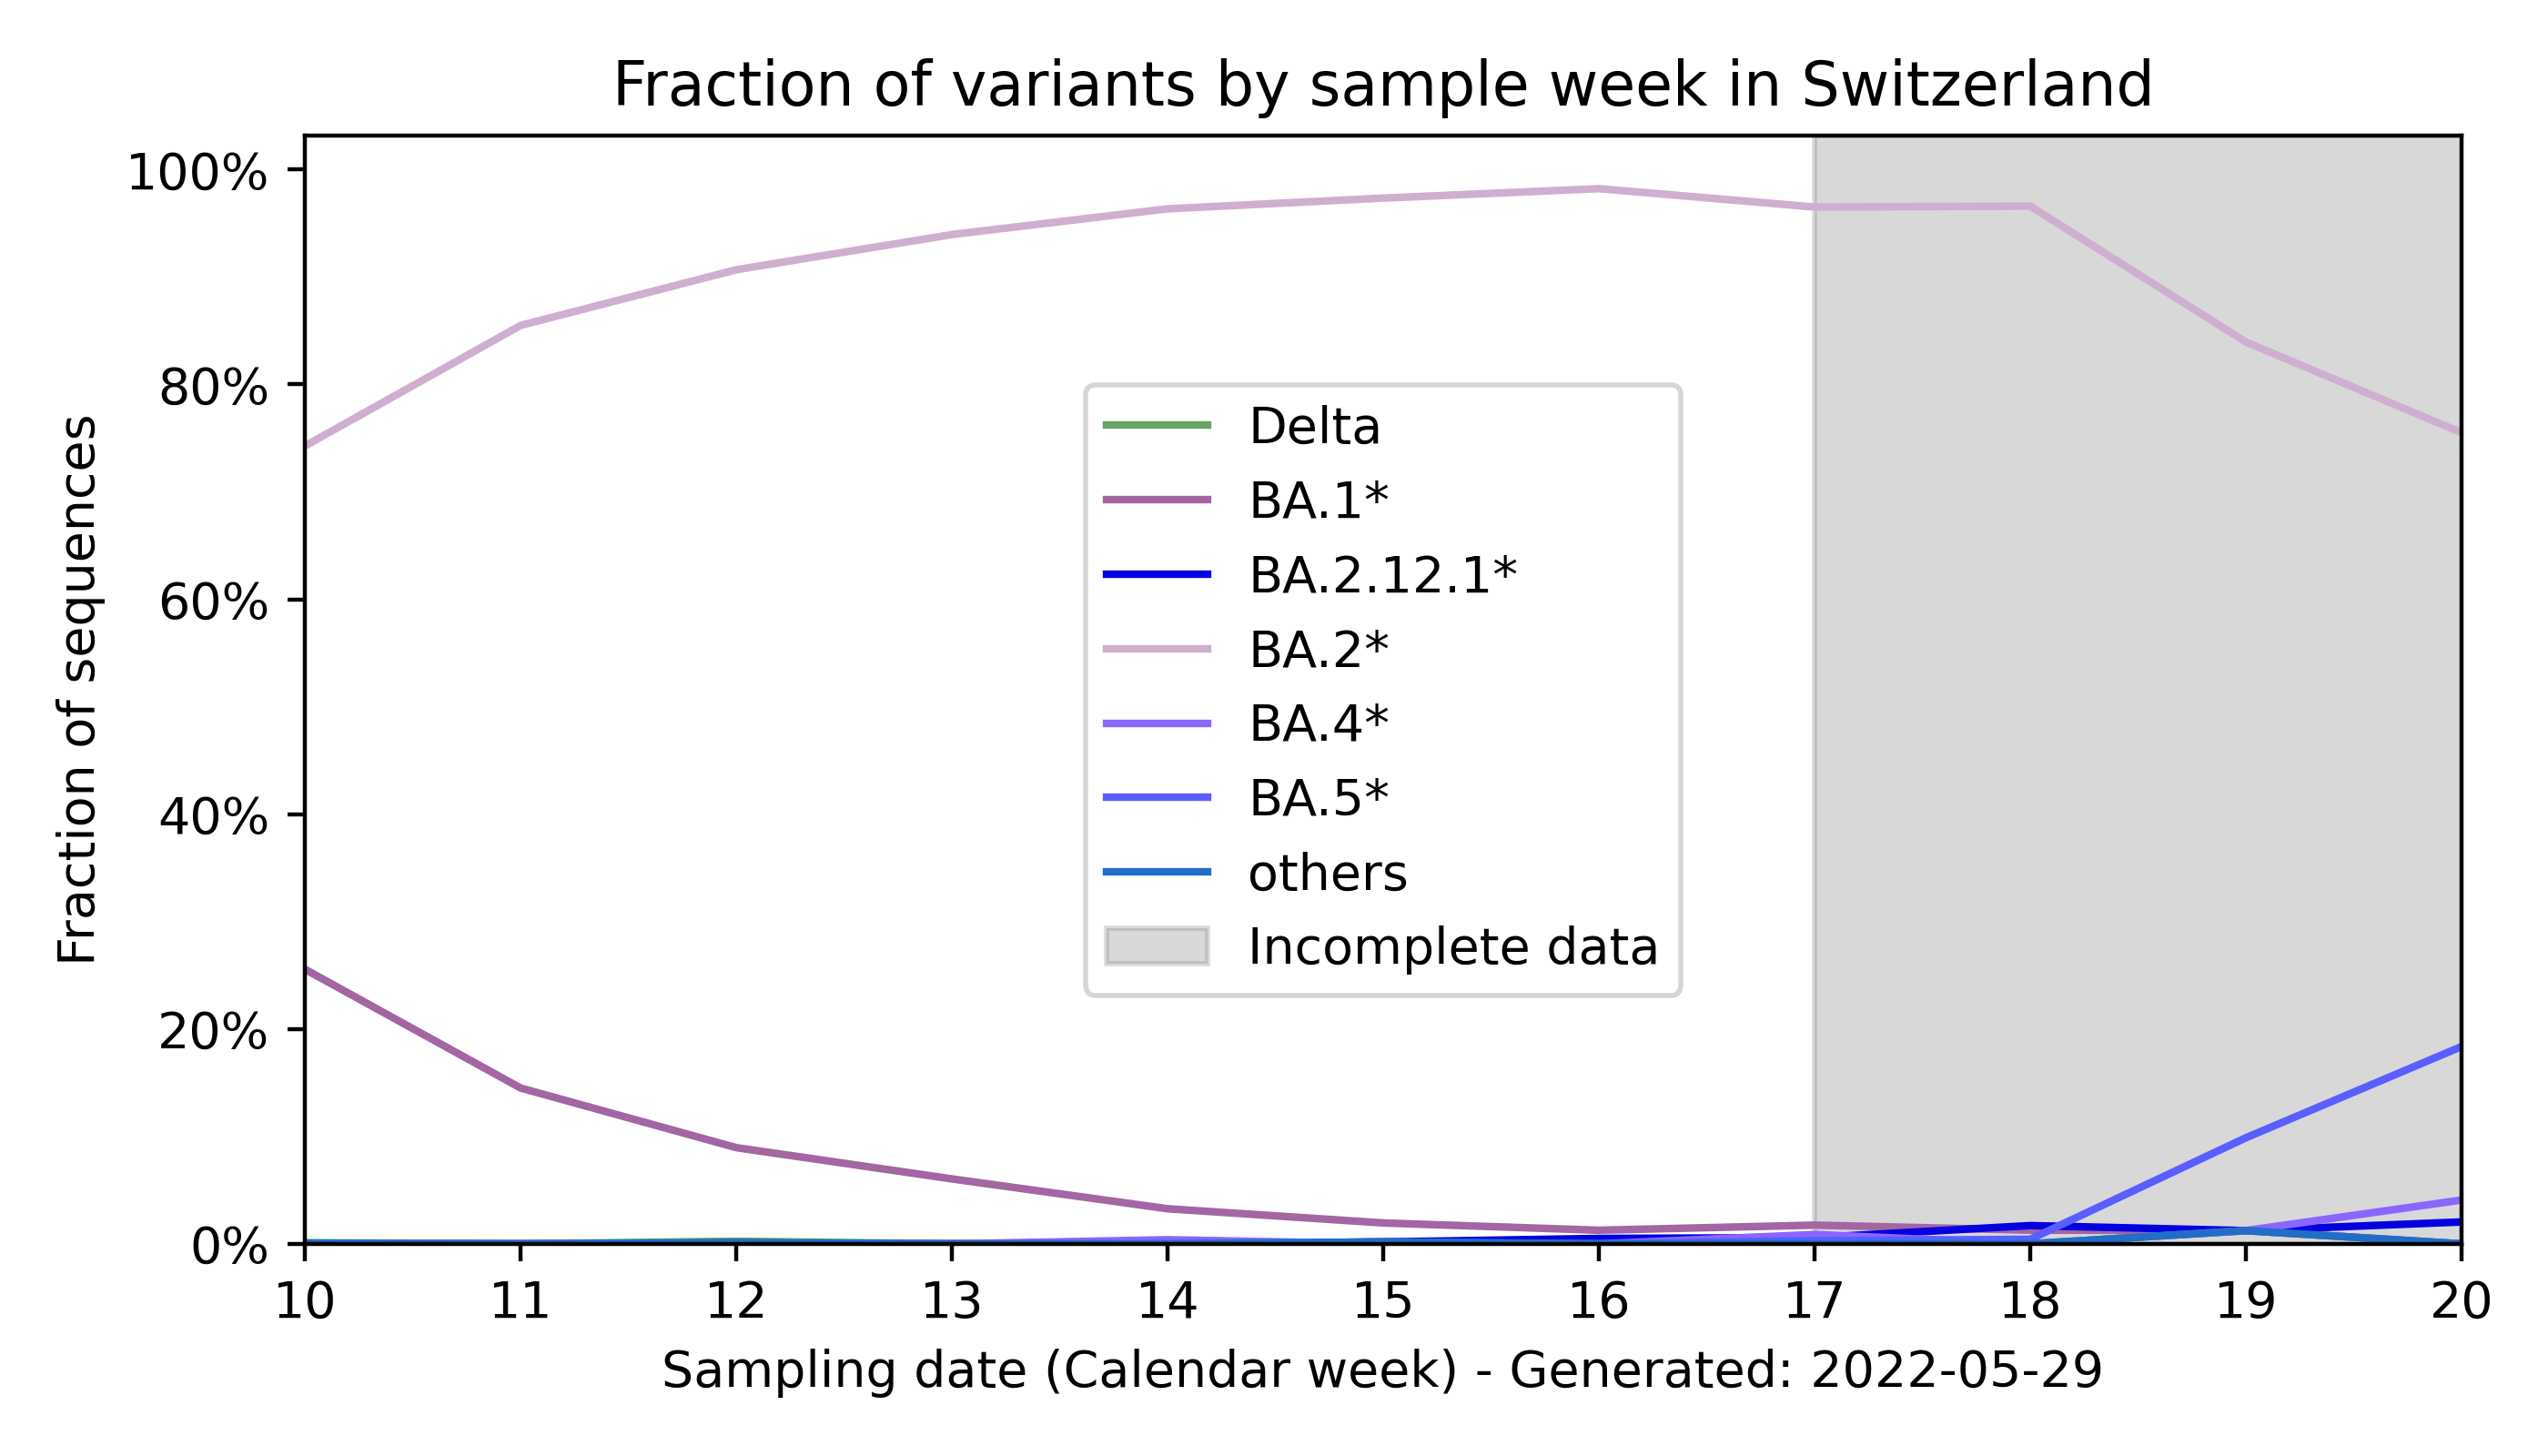 Fraction of variants by sample week in Switzerland
100%
80%
60%
40%
20%
0%
Fraction of sequences
Delta
BA.1*
BA.2.12.1*
BA.2*
BA.4*
BA.5*
others
Incomplete data
10 11 12 13 14 15 16 17 18 19 20
Sampling date (Calendar week) - Generated: 2022-05-29